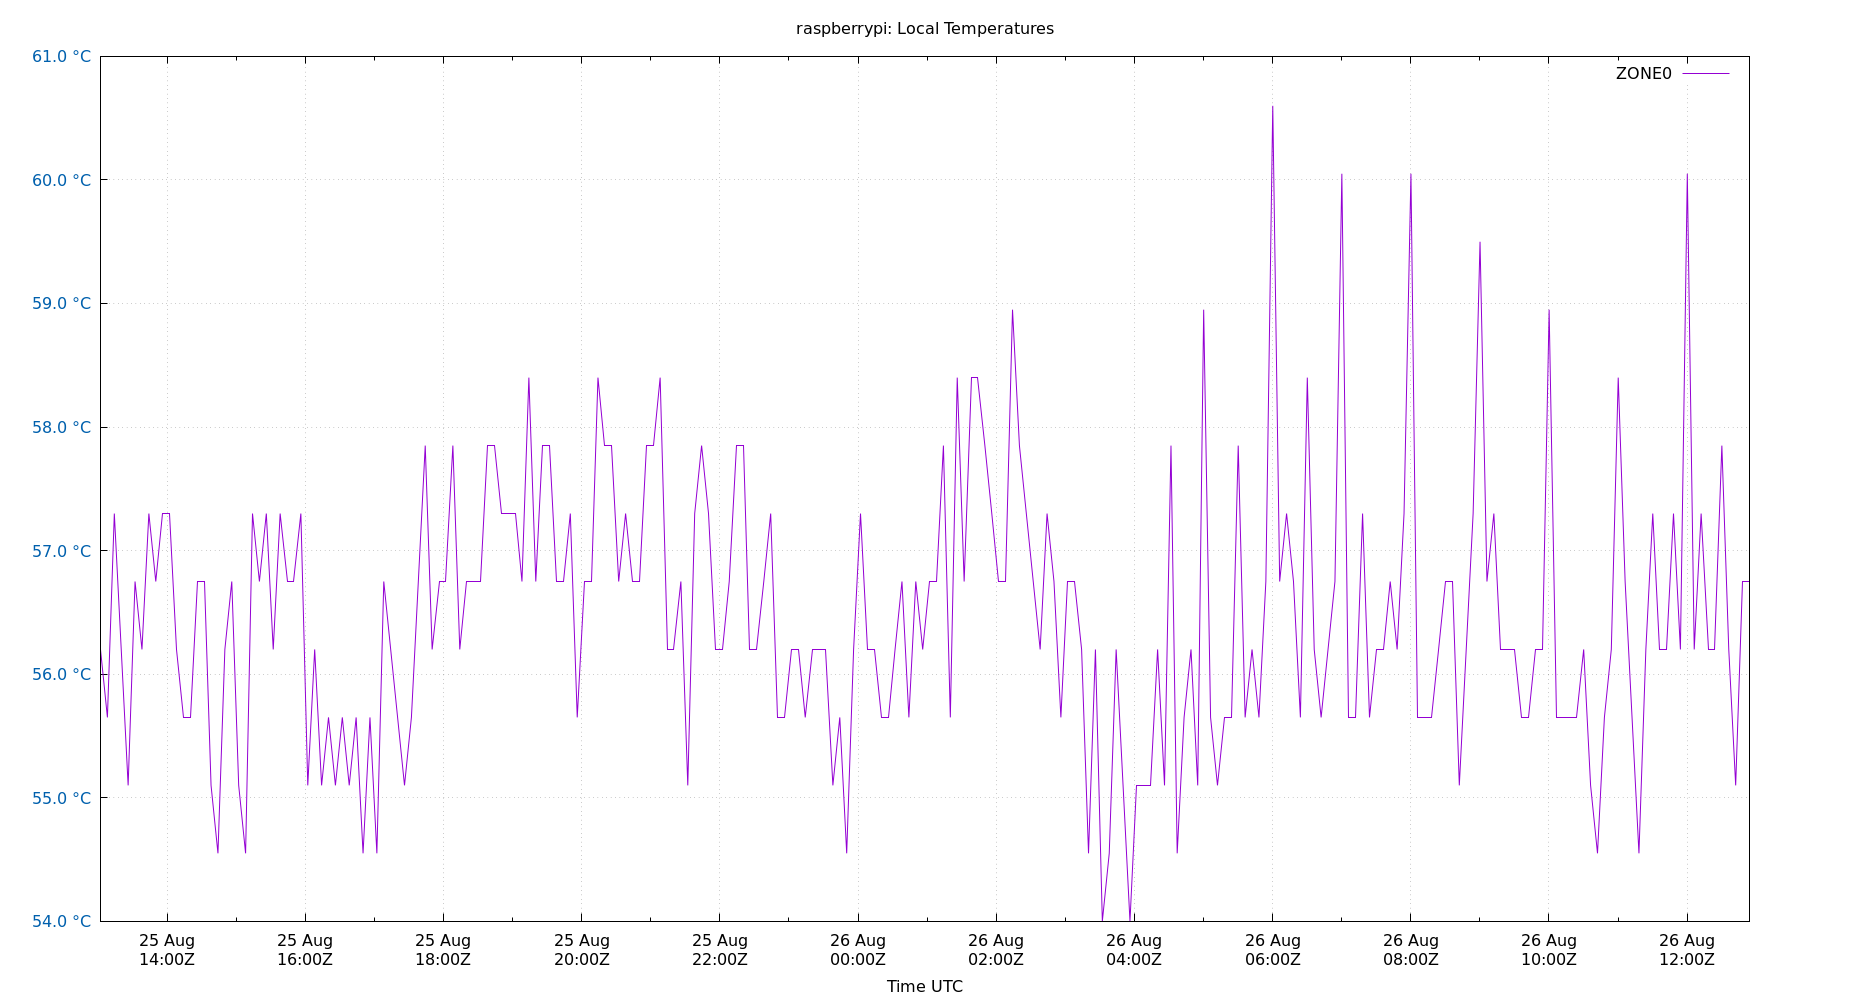 raspberrypi: Local Temperatures
61.0 °C
60.0 °C
59.0 °C
58.0 °C
57.0 °C
56.0 °C
55.0 °C
54.0 °C
ZONE0
25 Aug 25 Aug 25 Aug 25 Aug 25 Aug 26 Aug 26 Aug 26 Aug 26 Aug 26 Aug 26 Aug 26 Aug
14:00Z 16:00Z 18:00Z 20:00Z 22:00Z 00:00Z 02:00Z 04:00Z 06:00Z 08:00Z 10:00Z 12:00Z
Time UTC